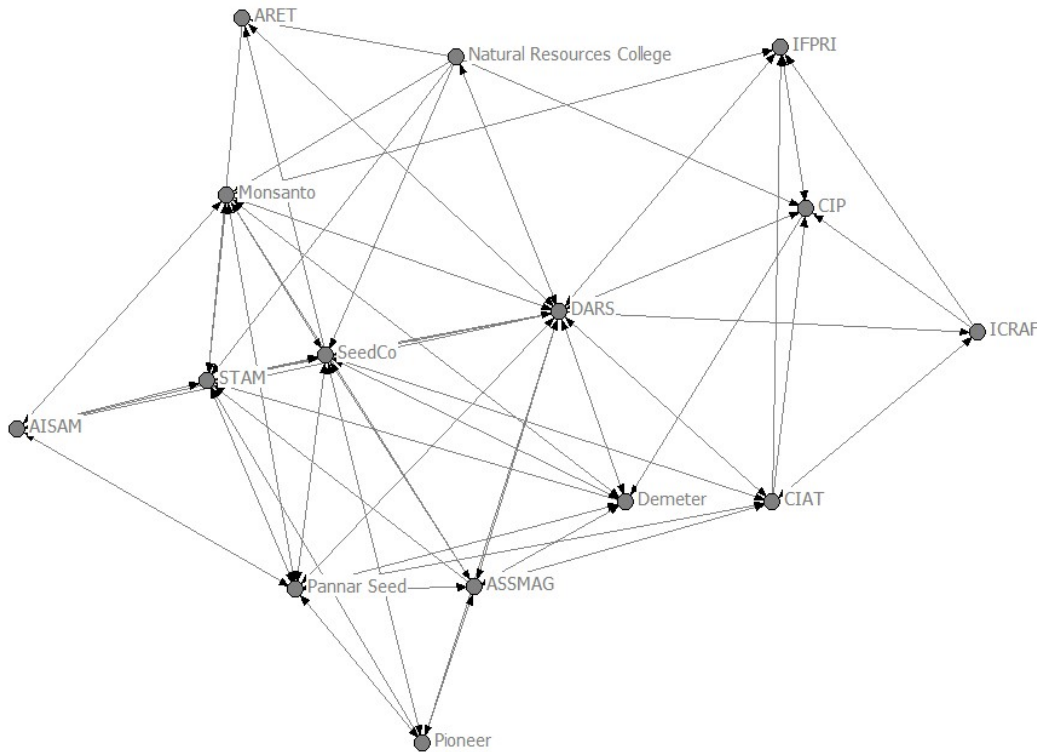 ARET
Natural Resources College
IFPRI
Monsanto
CIP
DARS
ICRAF
SeedCo
STAM
AISAM
Demeter
CIAT
Pannar Seed
ASSMAG
Pioneer